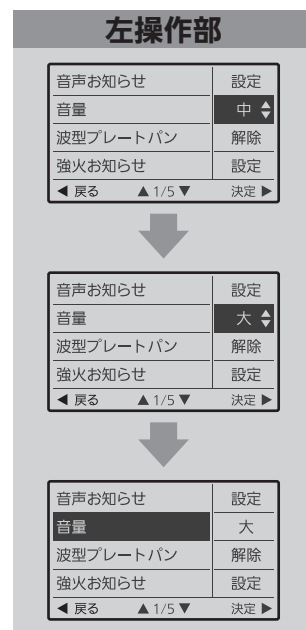 左操作部
音声お知らせ 設定
音量 中
波型プレートパン 解除
強火お知らせ 設定
◀ 戻る ▲ 1/5 ▼ 決定 ▶
音声お知らせ 設定
音量 大
波型プレートパン 解除
強火お知らせ 設定
◀ 戻る ▲ 1/5 ▼ 決定 ▶
音声お知らせ 設定
音量 大
波型プレートパン 解除
強火お知らせ 設定
◀ 戻る ▲ 1/5 ▼ 決定 ▶